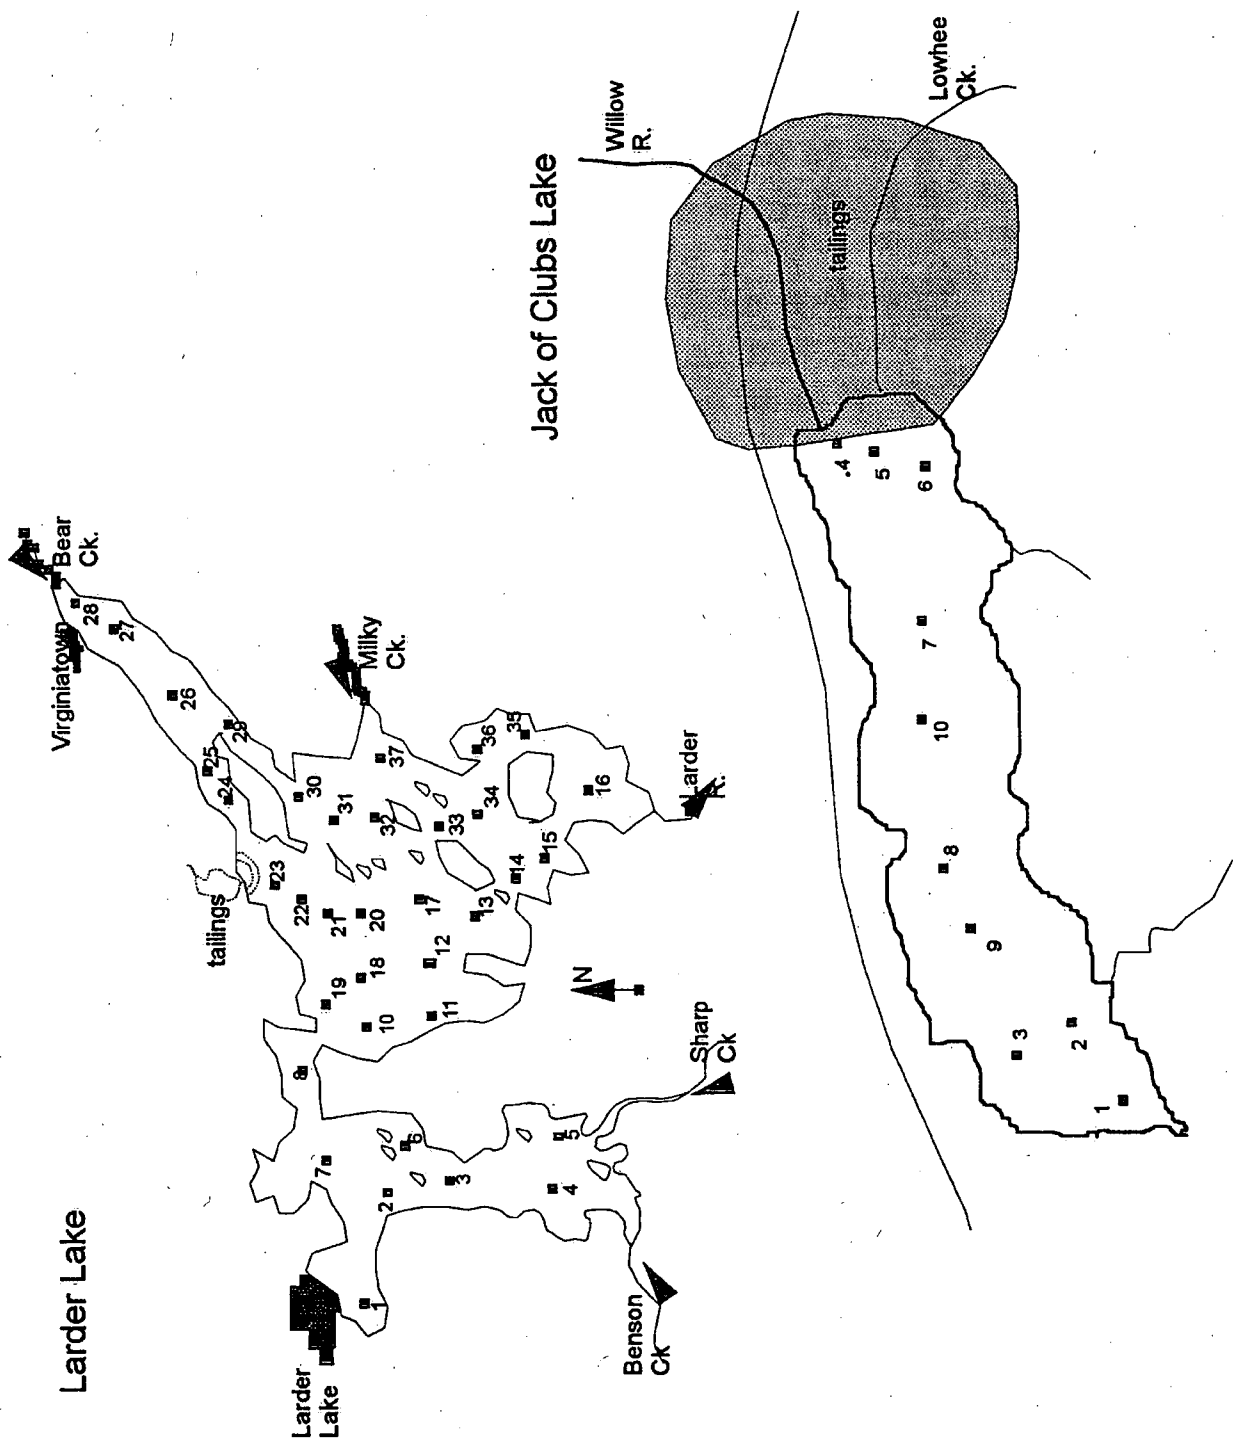 Larder Lake
Larder
Lake
Benson
Ck
Sharp
Ck
N
Larder
R.
Milky
Ck.
Bear
Ck.
Virginiatown
tailings
1
2
3
4
5
6
7
8
10
11
12
13
14
15
16
17
18
19
20
21
22
23
24
25
26
27
28
29
30
31
32
33
34
35
36
37
Jack of Clubs Lake
Willow
R.
Lowhee
Ck.
tailings
1
2
3
4
5
6
7
8
9
10